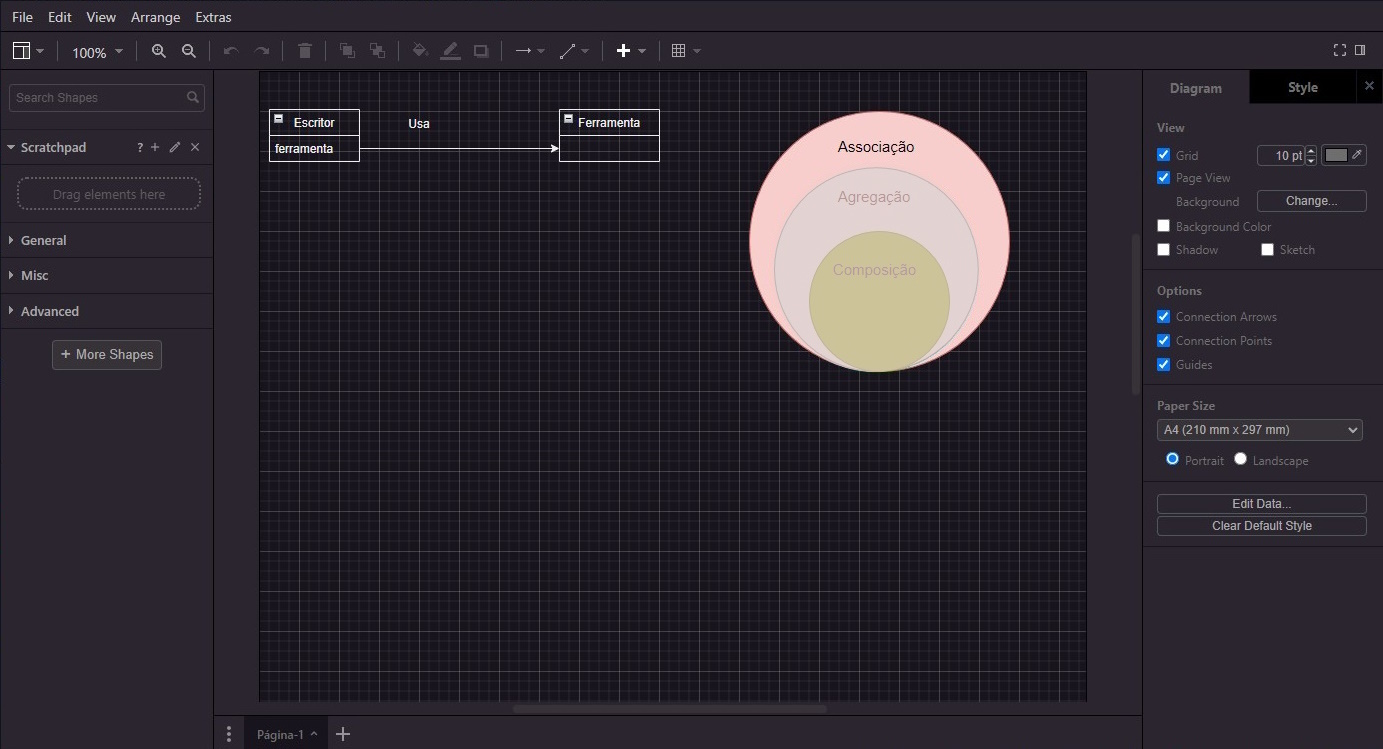 File Edit View Arrange Extras
100%
Search Shapes
Scratchpad ?
Drag elements here
General
Misc
Advanced
+ More Shapes
Escritor
ferramenta
Usa
Ferramenta
Associação
Agregação
Composição
Página-1
Diagram Style
View
Grid 10 pt
Page View
Background Change...
Background Color
Shadow Sketch
Options
Connection Arrows
Connection Points
Guides
Paper Size
A4 (210 mm x 297 mm)
Portrait Landscape
Edit Data...
Clear Default Style